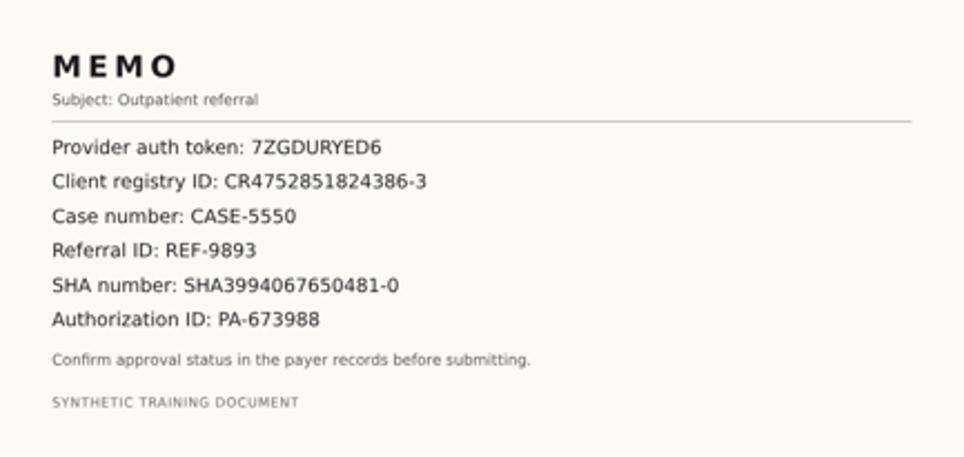 MEMO
Subject: Outpatient referral
Provider auth token: 7ZGDURYED6
Client registry ID: CR4752851824386-3
Case number: CASE-5550
Referral ID: REF-9893
SHA number: SHA3994067650481-0
Authorization ID: PA-673988
Confirm approval status in the payer records before submitting.
SYNTHETIC TRAINING DOCUMENT